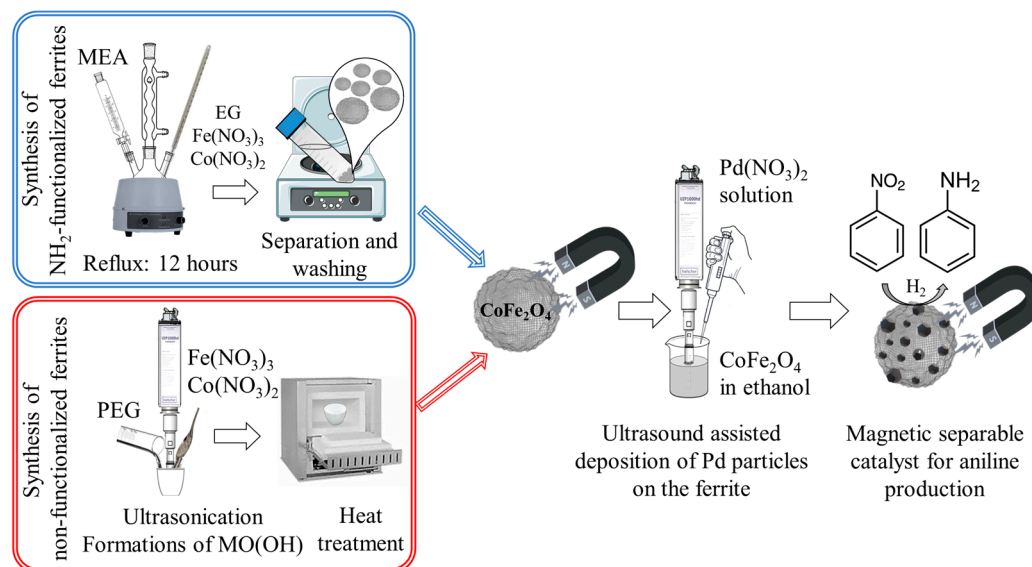 Synthesis of
NH₂-functionalized ferrites
MEA
EG
Fe(NO₃)₃
Co(NO₃)₂
Reflux: 12 hours
Separation and
washing
Synthesis of
non-functionalized ferrites
PEG
Fe(NO₃)₃
Co(NO₃)₂
Ultrasonication
Formations of MO(OH)
Heat
treatment
CoFe₂O₄
N
S
Pd(NO₃)₂
solution
CoFe₂O₄
in ethanol
Ultrasound assisted
deposition of Pd particles
on the ferrite
NO₂
NH₂
H₂
N
S
Magnetic separable
catalyst for aniline
production